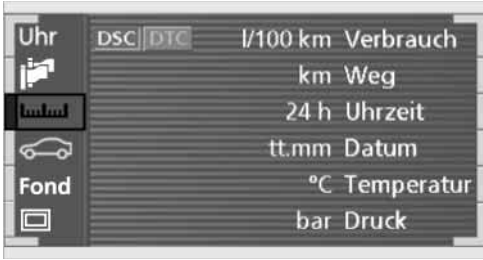 Uhr DSC DTC l/100 km Verbrauch
km Weg
24 h Uhrzeit
tt.mm Datum
Fond °C Temperatur
bar Druck